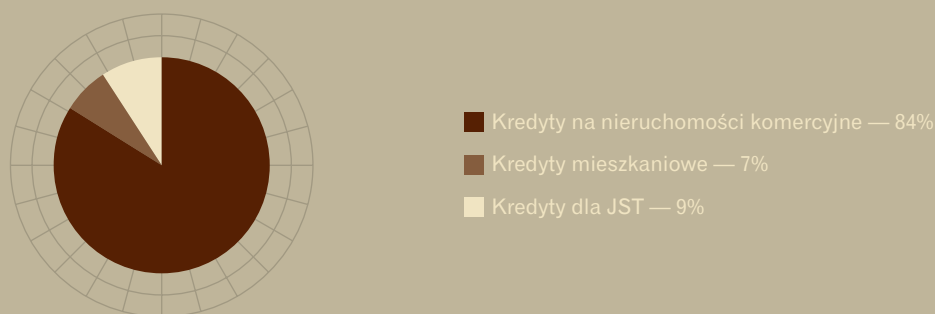 Kredyty na nieruchomości komercyjne — 84%
Kredyty mieszkaniowe — 7%
Kredyty dla JST — 9%